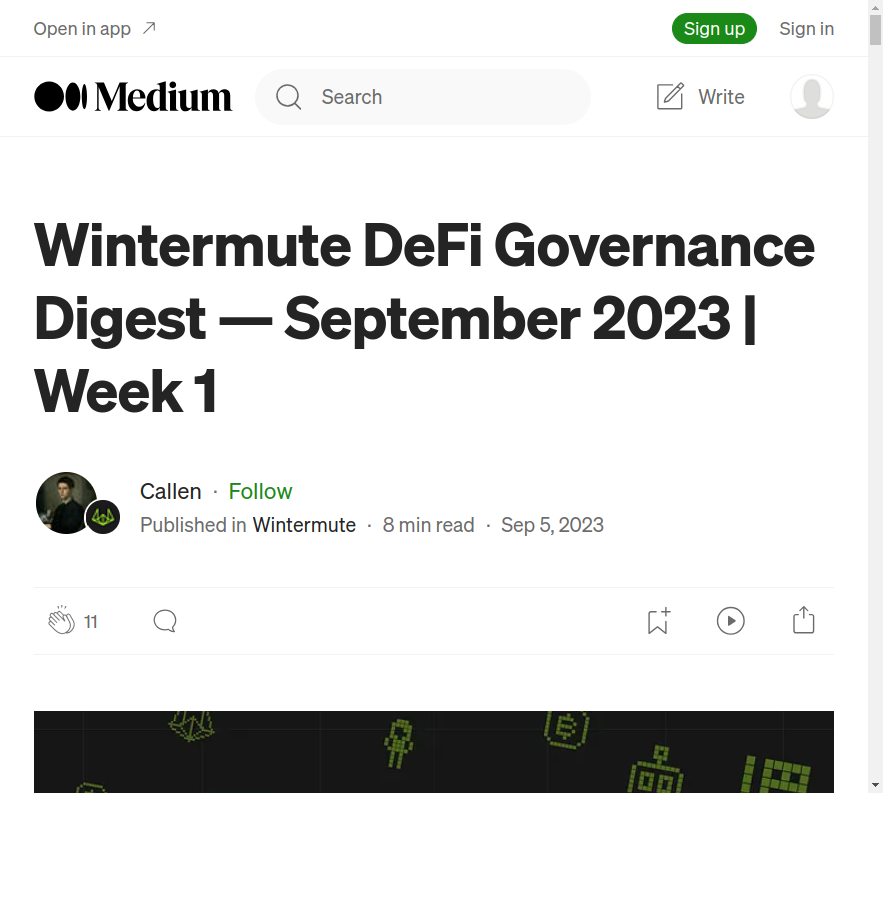 Open in app
Sign up
Sign in
Medium
Search
Write
Wintermute DeFi Governance
Digest — September 2023 |
Week 1
Callen · Follow
Published in Wintermute · 8 min read · Sep 5, 2023
11